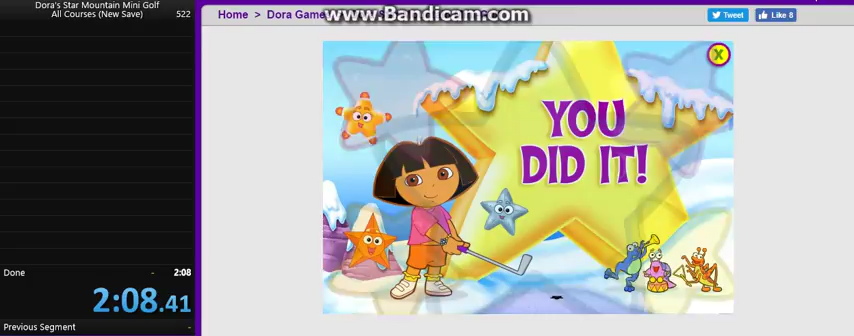 Dora's Star Mountain Mini Golf
All Courses (New Save) 522
Home > Dora Game
www.Bandicam.com
Tweet
Like 8
X
YOU
DID IT!
Done - 2:08
2:08.41
Previous Segment -